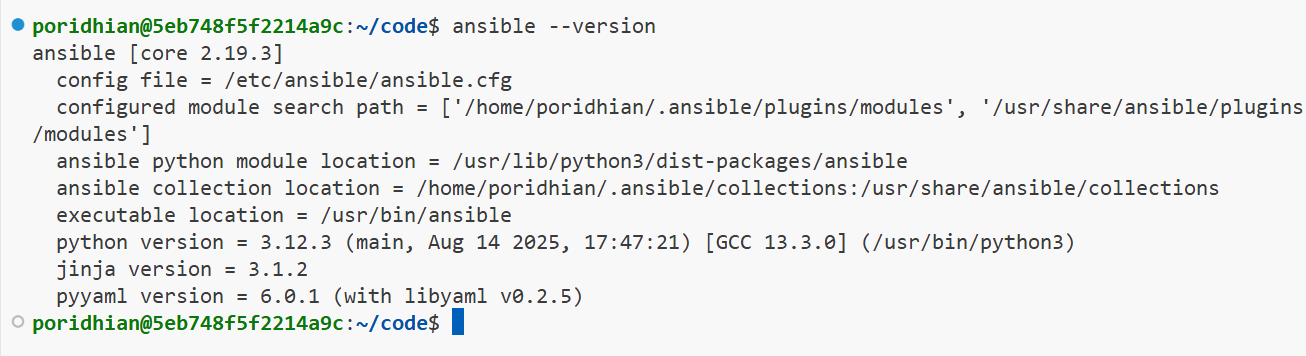 poridhian@5eb748f5f2214a9c:~/code$ ansible --version
ansible [core 2.19.3]
  config file = /etc/ansible/ansible.cfg
  configured module search path = ['/home/poridhian/.ansible/plugins/modules', '/usr/share/ansible/plugins
/modules']
  ansible python module location = /usr/lib/python3/dist-packages/ansible
  ansible collection location = /home/poridhian/.ansible/collections:/usr/share/ansible/collections
  executable location = /usr/bin/ansible
  python version = 3.12.3 (main, Aug 14 2025, 17:47:21) [GCC 13.3.0] (/usr/bin/python3)
  jinja version = 3.1.2
  pyyaml version = 6.0.1 (with libyaml v0.2.5)
poridhian@5eb748f5f2214a9c:~/code$